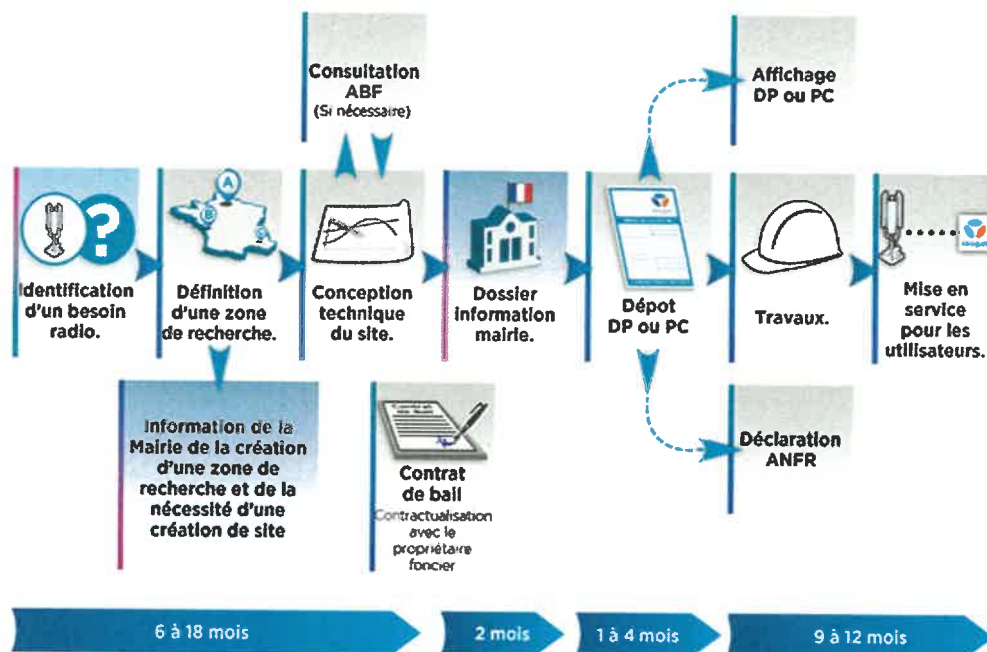 Consultation
ABF
(Si nécessaire)
Affichage
DP ou PC
A
B
C
?
Identification
d'un besoin
radio.
Définition
d'une zone
de recherche.
Conception
technique
du site.
Dossier
information
mairie.
Dépot
DP ou PC
Travaux.
Mise en
service
pour les
utilisateurs.
Information de la
Mairie de la création
d'une zone de
recherche et de la
nécessité d'une
création de site
Contrat
de Bail
Contrat
de bail
Contractualisation
avec le
propriétaire
foncier
Déclaration
ANFR
6 à 18 mois
2 mois
1 à 4 mois
9 à 12 mois